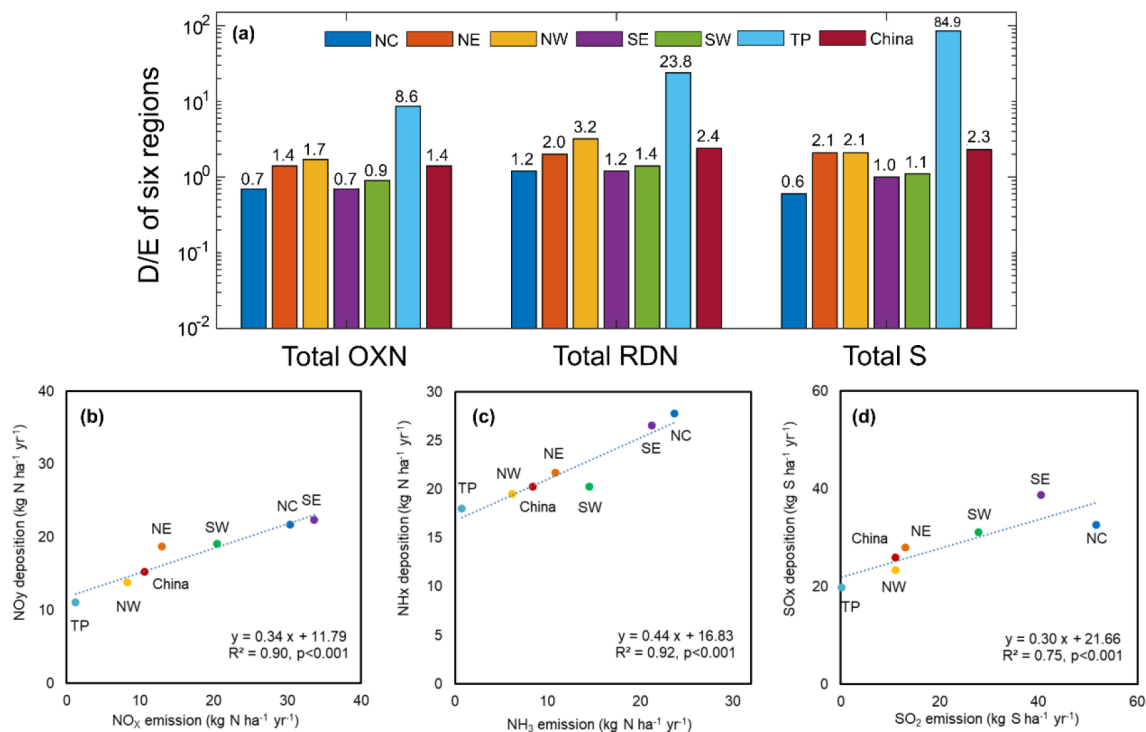 (a)
NC NE NW SE SW TP China
D/E of six regions
10²
10¹
10⁰
10⁻¹
10⁻²
0.7 1.4 1.7 0.7 0.9 8.6 1.4
1.2 2.0 3.2 1.2 1.4 23.8 2.4
0.6 2.1 2.1 1.0 1.1 84.9 2.3
Total OXN Total RDN Total S
(b)
NOy deposition (kg N ha⁻¹ yr⁻¹)
40
30
20
10
0
TP
NW
China
NE
SW
NC
SE
y = 0.34 x + 11.79
R² = 0.90, p<0.001
0 10 20 30 40
NOX emission (kg N ha⁻¹ yr⁻¹)
(c)
NHx deposition (kg N ha⁻¹ yr⁻¹)
30
25
20
15
10
5
0
TP
NW
China
NE
SW
SE
NC
y = 0.44 x + 16.83
R² = 0.92, p<0.001
0 10 20 30
NH₃ emission (kg N ha⁻¹ yr⁻¹)
(d)
SOx deposition (kg S ha⁻¹ yr⁻¹)
60
40
20
0
TP
China
NW
NE
SW
SE
NC
y = 0.30 x + 21.66
R² = 0.75, p<0.001
0 20 40 60
SO₂ emission (kg S ha⁻¹ yr⁻¹)